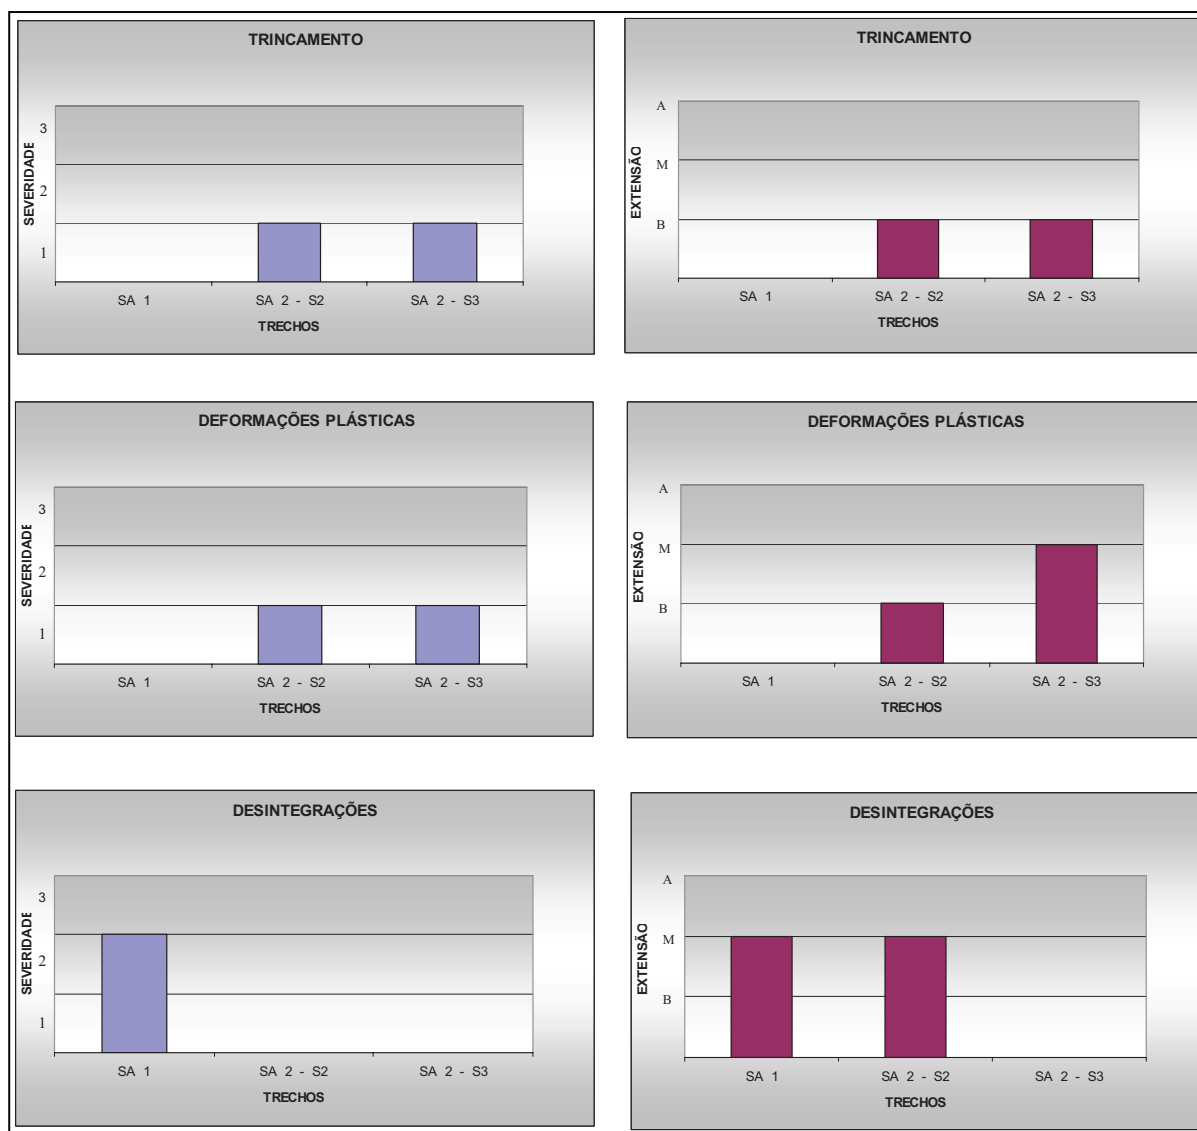 TRINCAMENTO
SEVERIDADE
3
2
1
SA 1 SA 2 - S2 SA 2 - S3
TRECHOS
TRINCAMENTO
EXTENSÃO
A
M
B
SA 1 SA 2 - S2 SA 2 - S3
TRECHOS
DEFORMAÇÕES PLÁSTICAS
SEVERIDADE
3
2
1
SA 1 SA 2 - S2 SA 2 - S3
TRECHOS
DEFORMAÇÕES PLÁSTICAS
EXTENSÃO
A
M
B
SA 1 SA 2 - S2 SA 2 - S3
TRECHOS
DESINTEGRAÇÕES
SEVERIDADE
3
2
1
SA 1 SA 2 - S2 SA 2 - S3
TRECHOS
DESINTEGRAÇÕES
EXTENSÃO
A
M
B
SA 1 SA 2 - S2 SA 2 - S3
TRECHOS